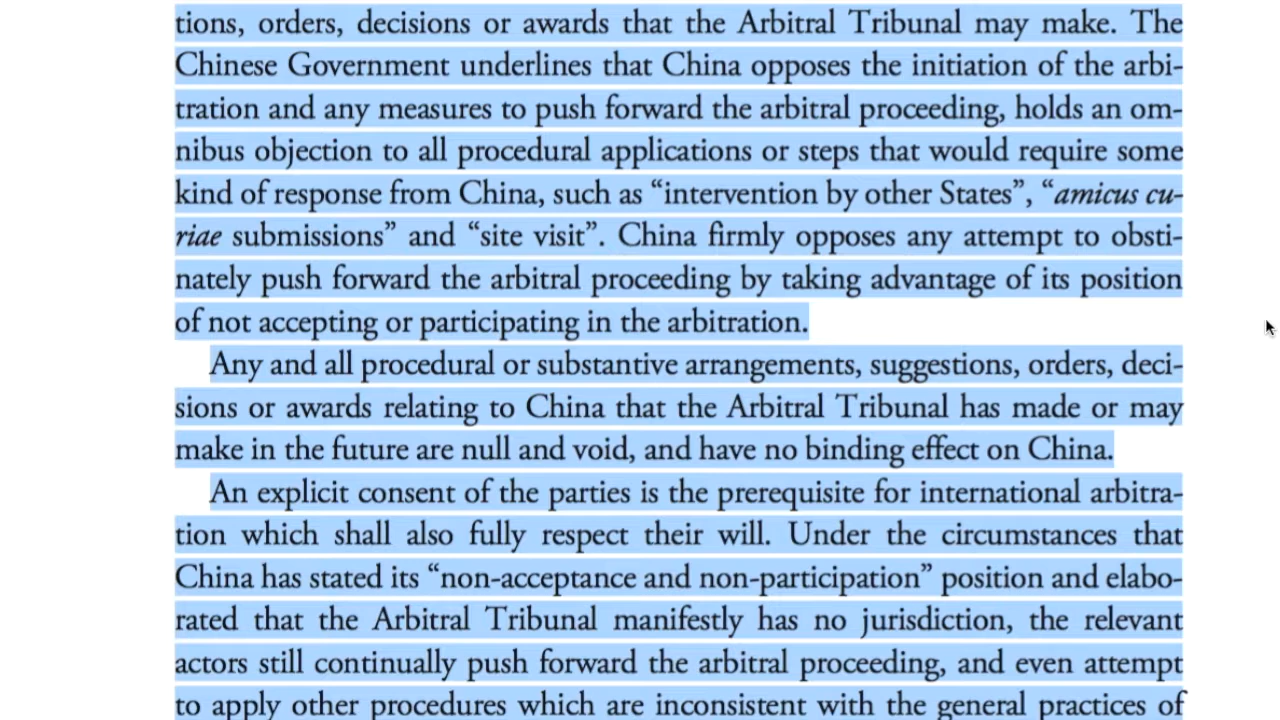 tions, orders, decisions or awards that the Arbitral Tribunal may make. The
Chinese Government underlines that China opposes the initiation of the arbi-
tration and any measures to push forward the arbitral proceeding, holds an om-
nibus objection to all procedural applications or steps that would require some
kind of response from China, such as “intervention by other States”, “amicus cu-
riae submissions” and “site visit”. China firmly opposes any attempt to obsti-
nately push forward the arbitral proceeding by taking advantage of its position
of not accepting or participating in the arbitration.
Any and all procedural or substantive arrangements, suggestions, orders, deci-
sions or awards relating to China that the Arbitral Tribunal has made or may
make in the future are null and void, and have no binding effect on China.
An explicit consent of the parties is the prerequisite for international arbitra-
tion which shall also fully respect their will. Under the circumstances that
China has stated its “non-acceptance and non-participation” position and elabo-
rated that the Arbitral Tribunal manifestly has no jurisdiction, the relevant
actors still continually push forward the arbitral proceeding, and even attempt
to apply other procedures which are inconsistent with the general practices of